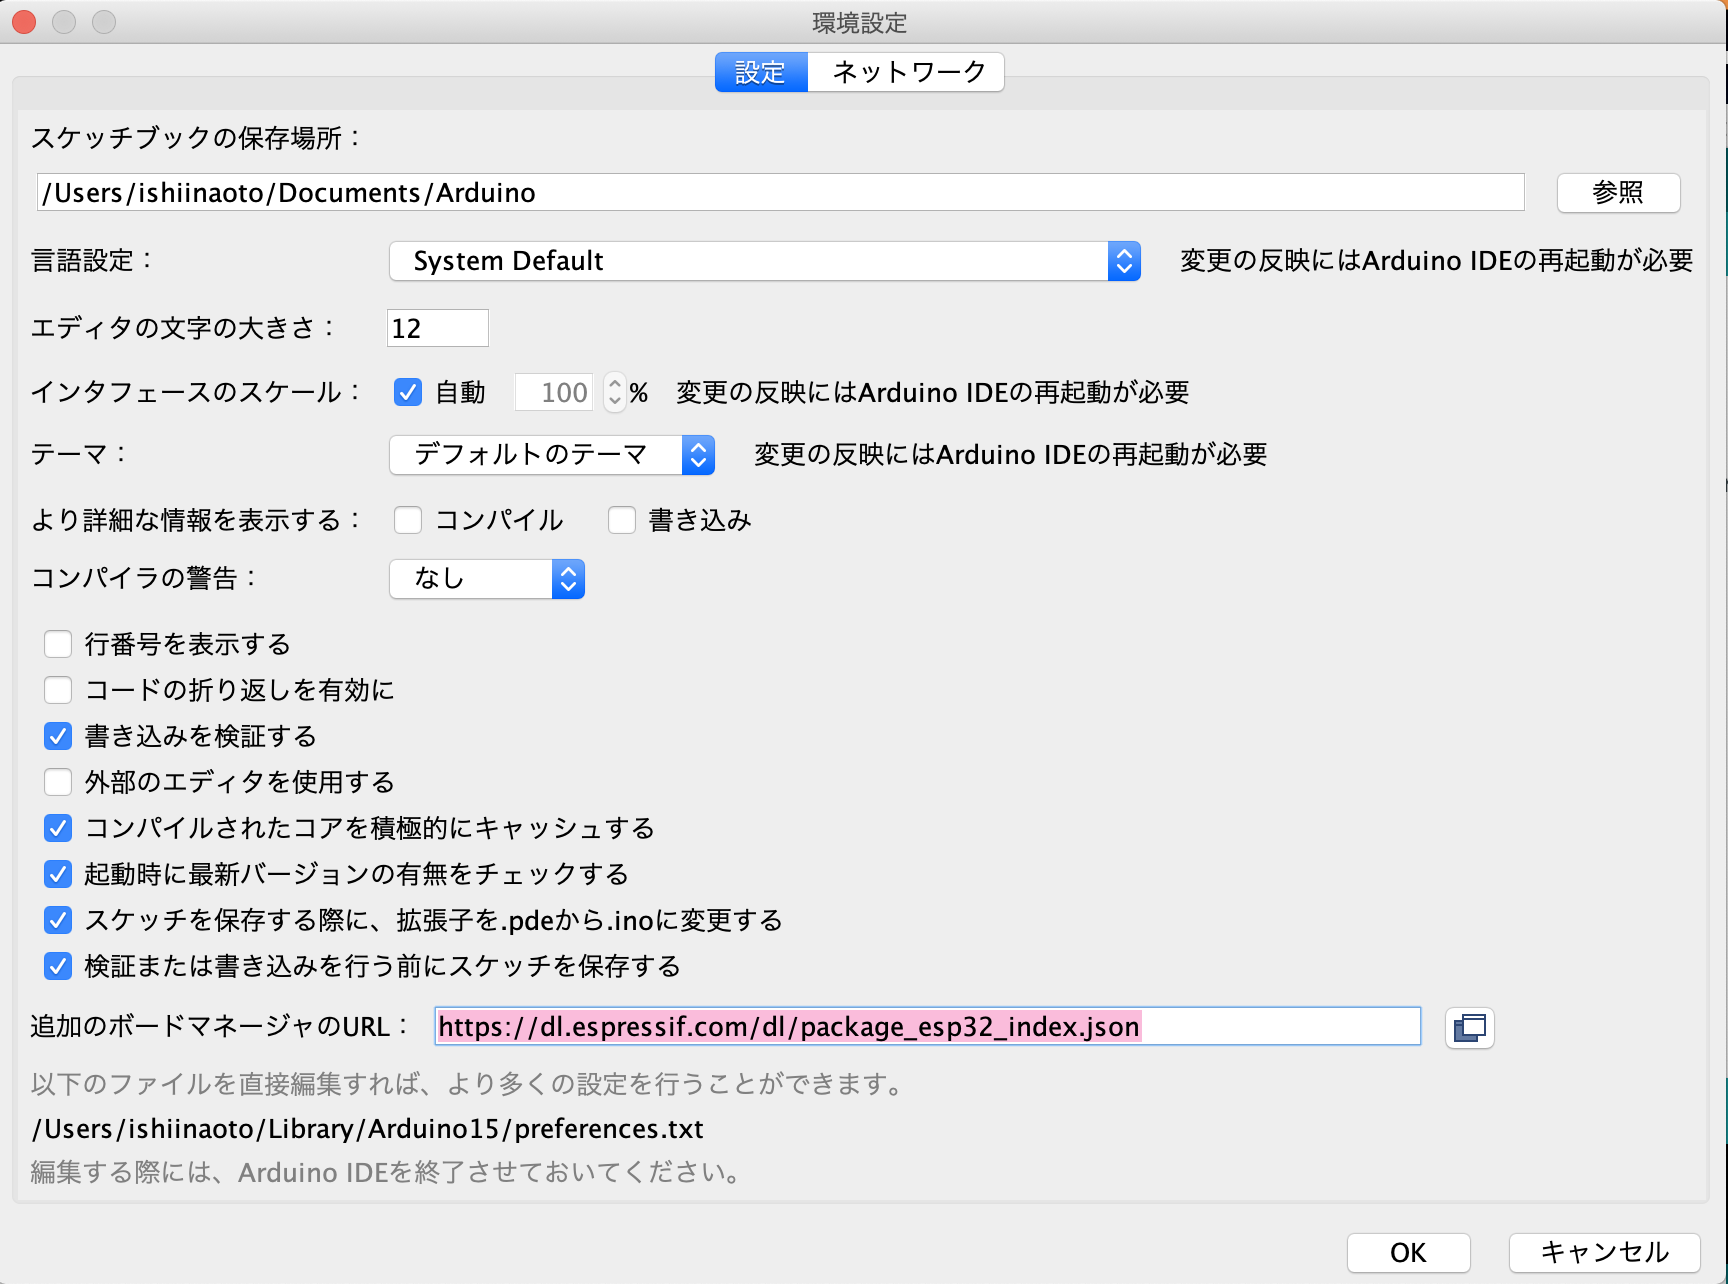 環境設定
設定 ネットワーク
スケッチブックの保存場所：
/Users/ishiinaoto/Documents/Arduino 参照
言語設定： System Default 変更の反映にはArduino IDEの再起動が必要
エディタの文字の大きさ： 12
インタフェースのスケール： 自動 100 % 変更の反映にはArduino IDEの再起動が必要
テーマ： デフォルトのテーマ 変更の反映にはArduino IDEの再起動が必要
より詳細な情報を表示する： コンパイル 書き込み
コンパイラの警告： なし
行番号を表示する
コードの折り返しを有効に
書き込みを検証する
外部のエディタを使用する
コンパイルされたコアを積極的にキャッシュする
起動時に最新バージョンの有無をチェックする
スケッチを保存する際に、拡張子を.pdeから.inoに変更する
検証または書き込みを行う前にスケッチを保存する
追加のボードマネージャのURL： https://dl.espressif.com/dl/package_esp32_index.json
以下のファイルを直接編集すれば、より多くの設定を行うことができます。
/Users/ishiinaoto/Library/Arduino15/preferences.txt
編集する際には、Arduino IDEを終了させておいてください。
OK キャンセル